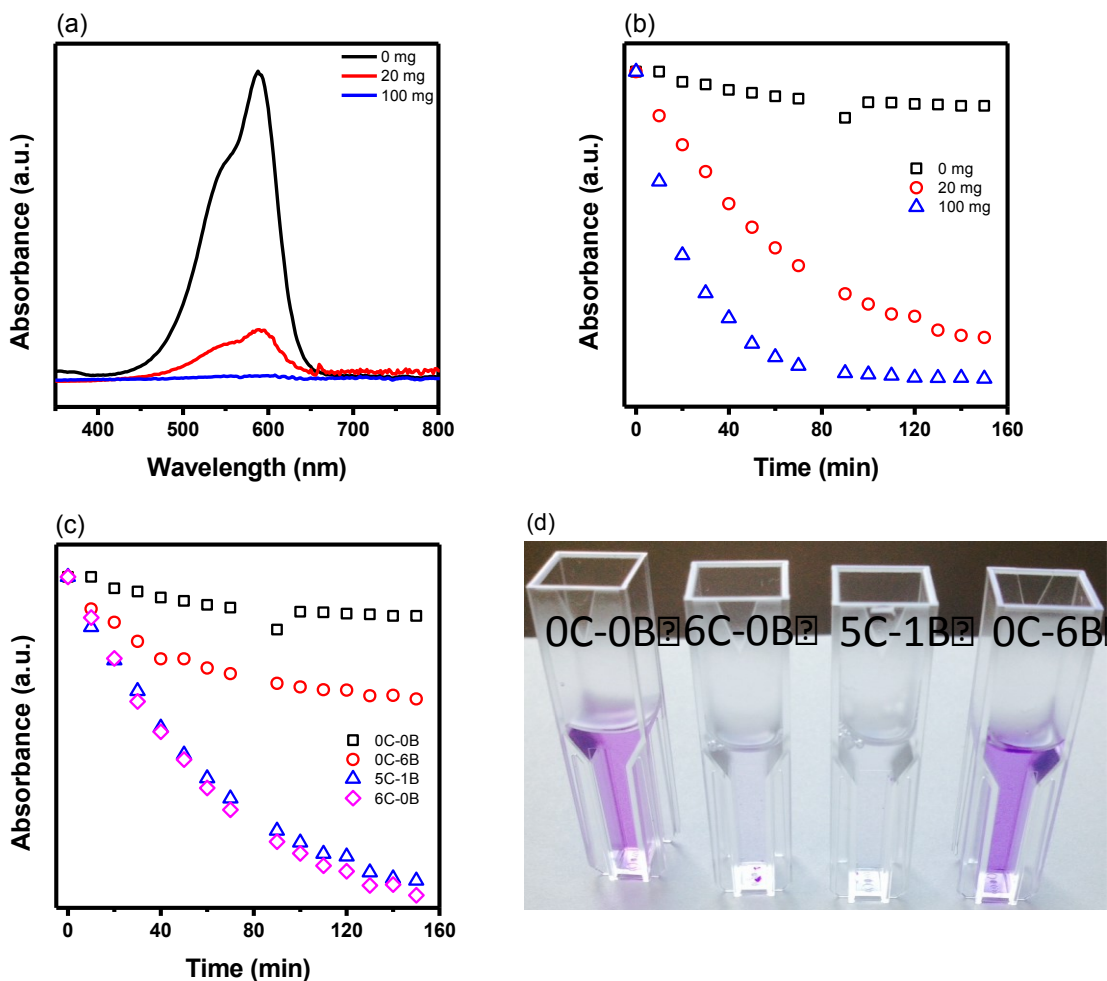 (a)
0 mg
20 mg
100 mg
Absorbance (a.u.)
400 500 600 700 800
Wavelength (nm)
(b)
0 mg
20 mg
100 mg
Absorbance (a.u.)
0 40 80 120 160
Time (min)
(c)
0C-0B
0C-6B
5C-1B
6C-0B
Absorbance (a.u.)
0 40 80 120 160
Time (min)
(d)
0C-0B⍰ 6C-0B⍰ 5C-1B⍰ 0C-6B⍰